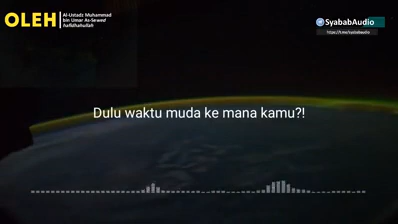 OLEH
Al-Ustadz Muhammad
bin Umar As-Sewed
hafidhahullah
SyababAudio
https://t.me/syababaudio
Dulu waktu muda ke mana kamu?!